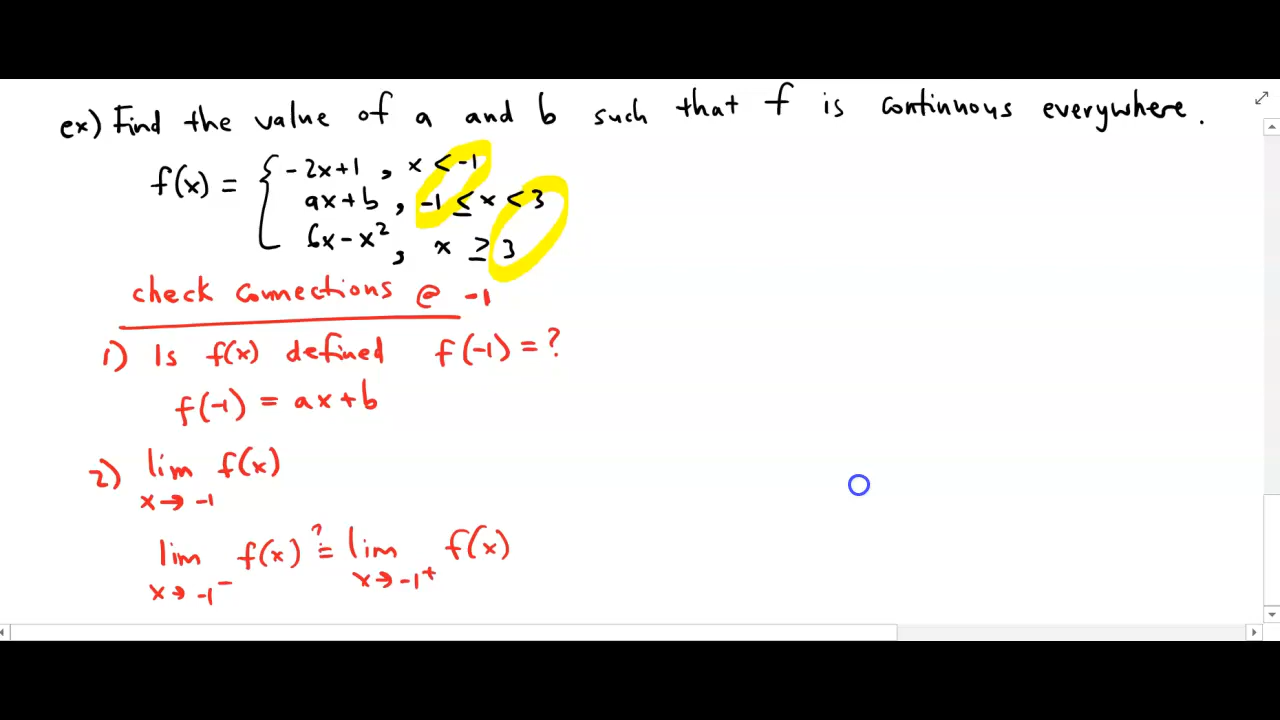 ex) Find the value of a and b such that f is continuous everywhere.
f(x) = { -2x+1 , x < -1
ax+b , -1 ≤ x < 3
6x-x² , x ≥ 3
check connections @ -1
1) Is f(x) defined f(-1) = ?
f(-1) = ax+b
2) lim f(x)
x → -1
lim f(x) ?= lim f(x)
x → -1⁻ x → -1⁺